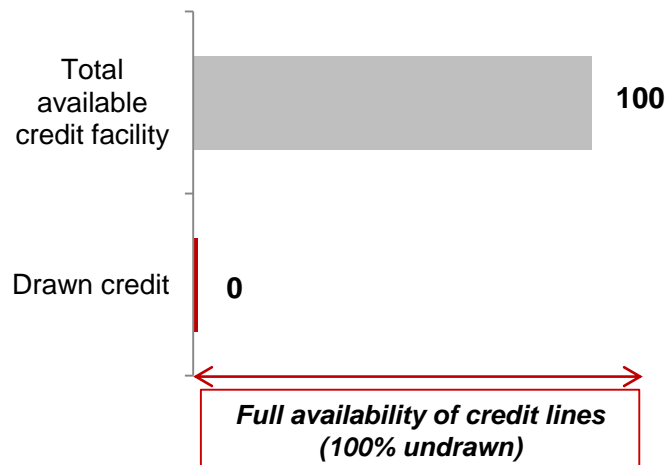 Total
available
credit facility
100
Drawn credit
0
Full availability of credit lines
(100% undrawn)